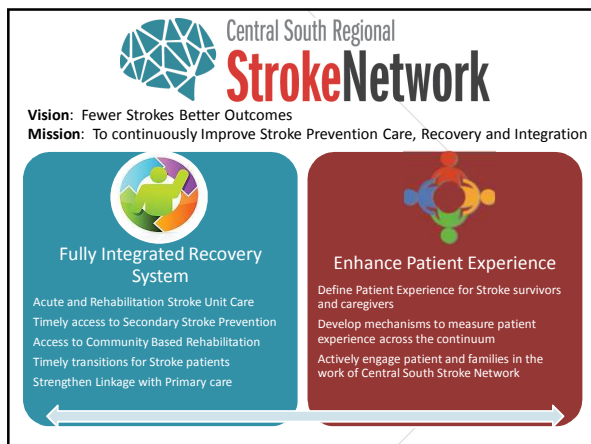 Central South Regional
StrokeNetwork
Vision: Fewer Strokes Better Outcomes
Mission: To continuously Improve Stroke Prevention Care, Recovery and Integration
Fully Integrated Recovery
System
Acute and Rehabilitation Stroke Unit Care
Timely access to Secondary Stroke Prevention
Access to Community Based Rehabilitation
Timely transitions for Stroke patients
Strengthen Linkage with Primary care
Enhance Patient Experience
Define Patient Experience for Stroke survivors
and caregivers
Develop mechanisms to measure patient
experience across the continuum
Actively engage patient and families in the
work of Central South Stroke Network